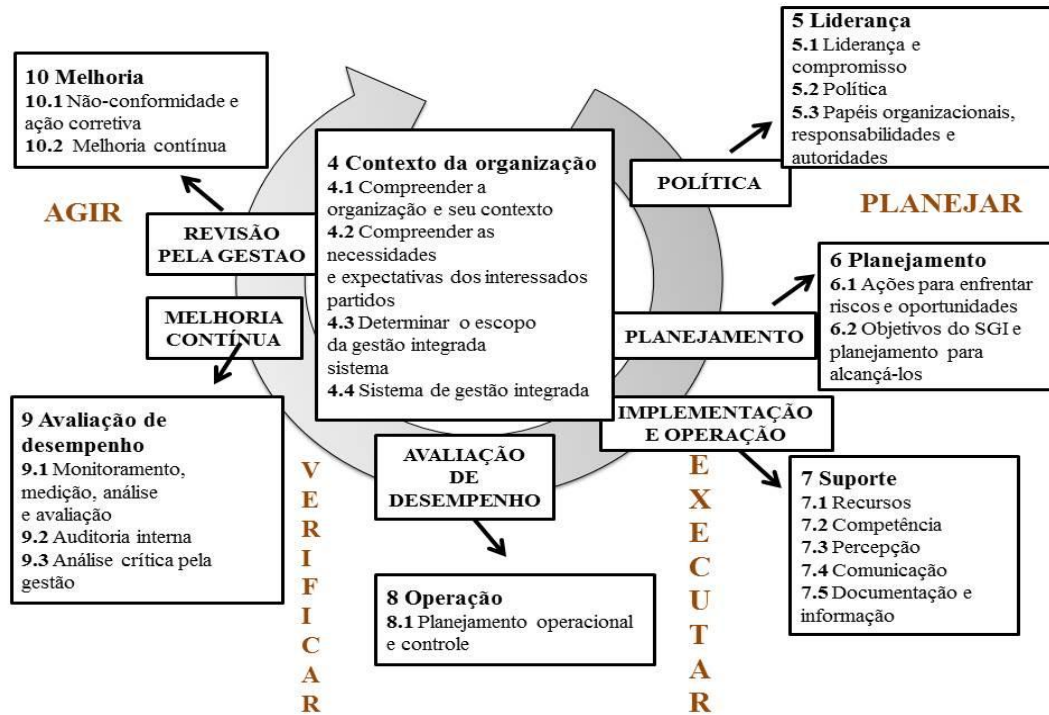 10 Melhoria
10.1 Não-conformidade e
ação corretiva
10.2 Melhoria contínua
AGIR
REVISÃO
PELA GESTAO
MELHORIA
CONTÍNUA
9 Avaliação de
desempenho
9.1 Monitoramento,
medição, análise
e avaliação
9.2 Auditoria interna
9.3 Análise crítica pela
gestão
VERIFICAR
4 Contexto da organização
4.1 Compreender a
organização e seu contexto
4.2 Compreender as
necessidades
e expectativas dos interessados
partidos
4.3 Determinar o escopo
da gestão integrada
sistema
4.4 Sistema de gestão integrada
AVALIAÇÃO
DE
DESEMPENHO
8 Operação
8.1 Planejamento operacional
e controle
5 Liderança
5.1 Liderança e
compromisso
5.2 Política
5.3 Papéis organizacionais,
responsabilidades e
autoridades
POLÍTICA
PLANEJAR
6 Planejamento
6.1 Ações para enfrentar
riscos e oportunidades
6.2 Objetivos do SGI e
planejamento para
alcançá-los
PLANEJAMENTO
IMPLEMENTAÇÃO
E OPERAÇÃO
EXECUTAR
7 Suporte
7.1 Recursos
7.2 Competência
7.3 Percepção
7.4 Comunicação
7.5 Documentação e
informação